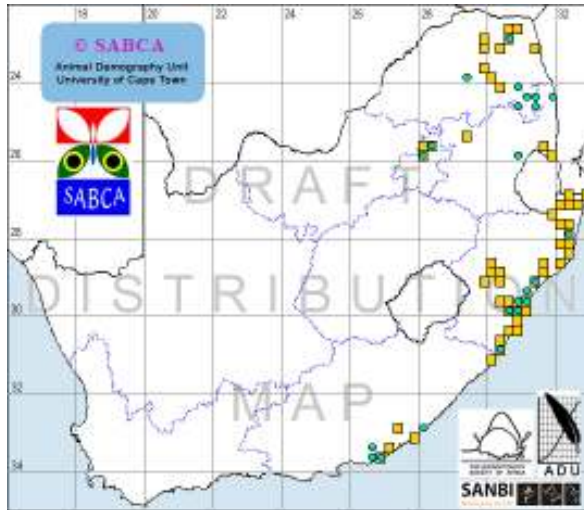 18 20 22 24 26 28 30 32
© SABCA
Animal Demography Unit
University of Cape Town
24
SABCA
26
DRAFT
28
DISTRIBUTION
30
32
MAP
34
ADU
SANBI